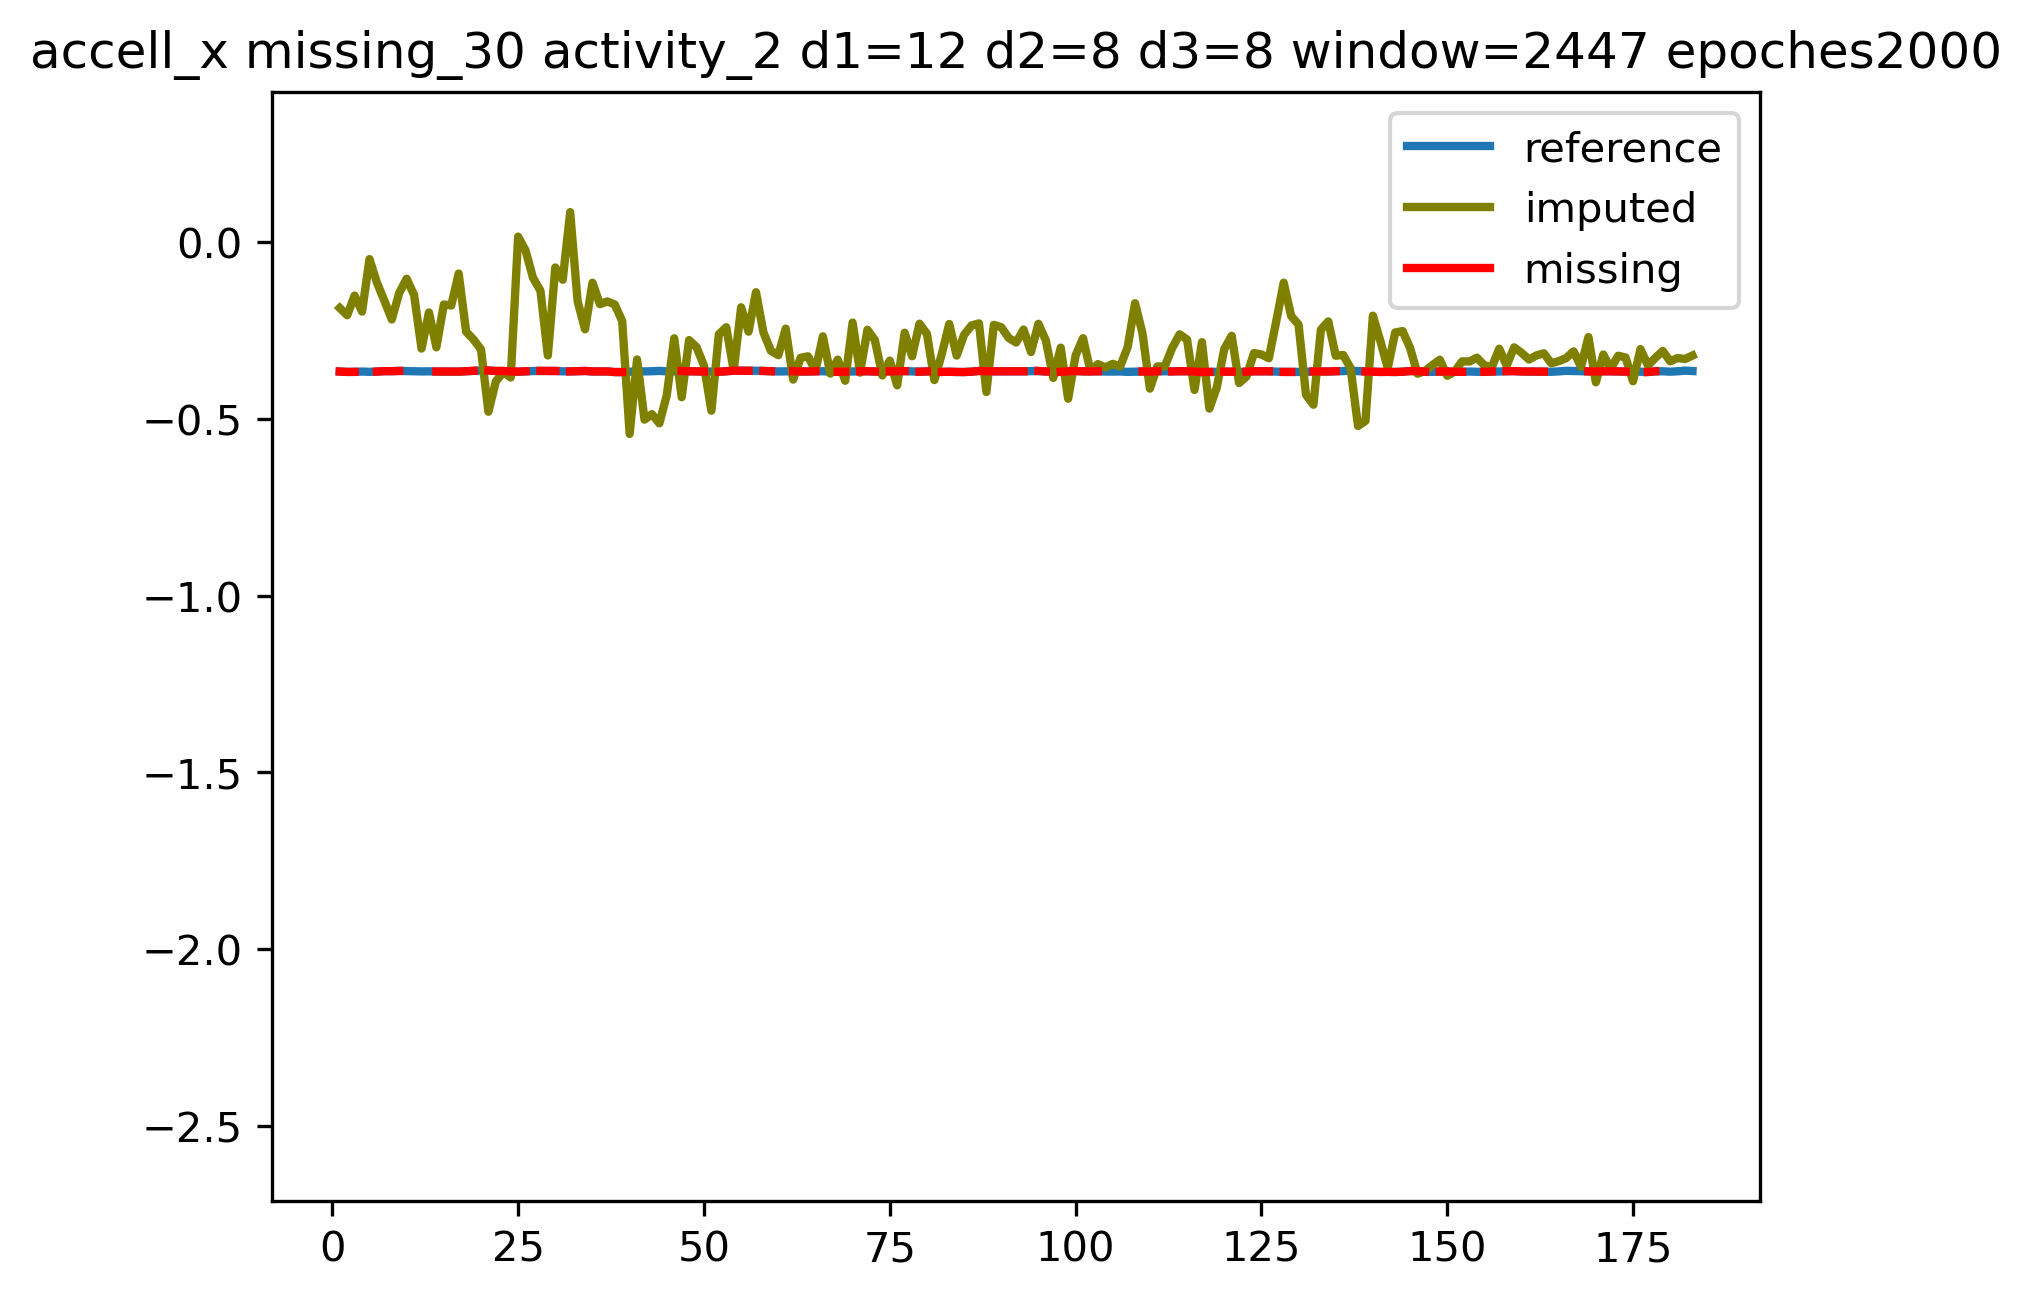 accell_x missing_30 activity_2 d1=12 d2=8 d3=8 window=2447 epoches2000
reference
imputed
missing
0.0
−0.5
−1.0
−1.5
−2.0
−2.5
0 25 50 75 100 125 150 175